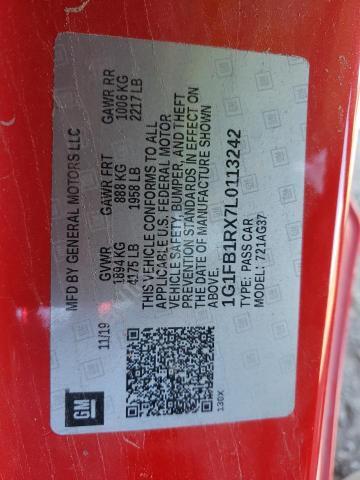 MFD BY GENERAL MOTORS LLC
11/19
GVWR GAWR FRT GAWR RR
1894 KG 888 KG 1006 KG
4175 LB 1958 LB 2217 LB
THIS VEHICLE CONFORMS TO ALL
APPLICABLE U.S. FEDERAL MOTOR
VEHICLE SAFETY, BUMPER, AND THEFT
PREVENTION STANDARDS IN EFFECT ON
THE DATE OF MANUFACTURE SHOWN
ABOVE.
1G1FB1RX7L0113242
TYPE: PASS CAR
MODEL: 721AG37
GM
130X